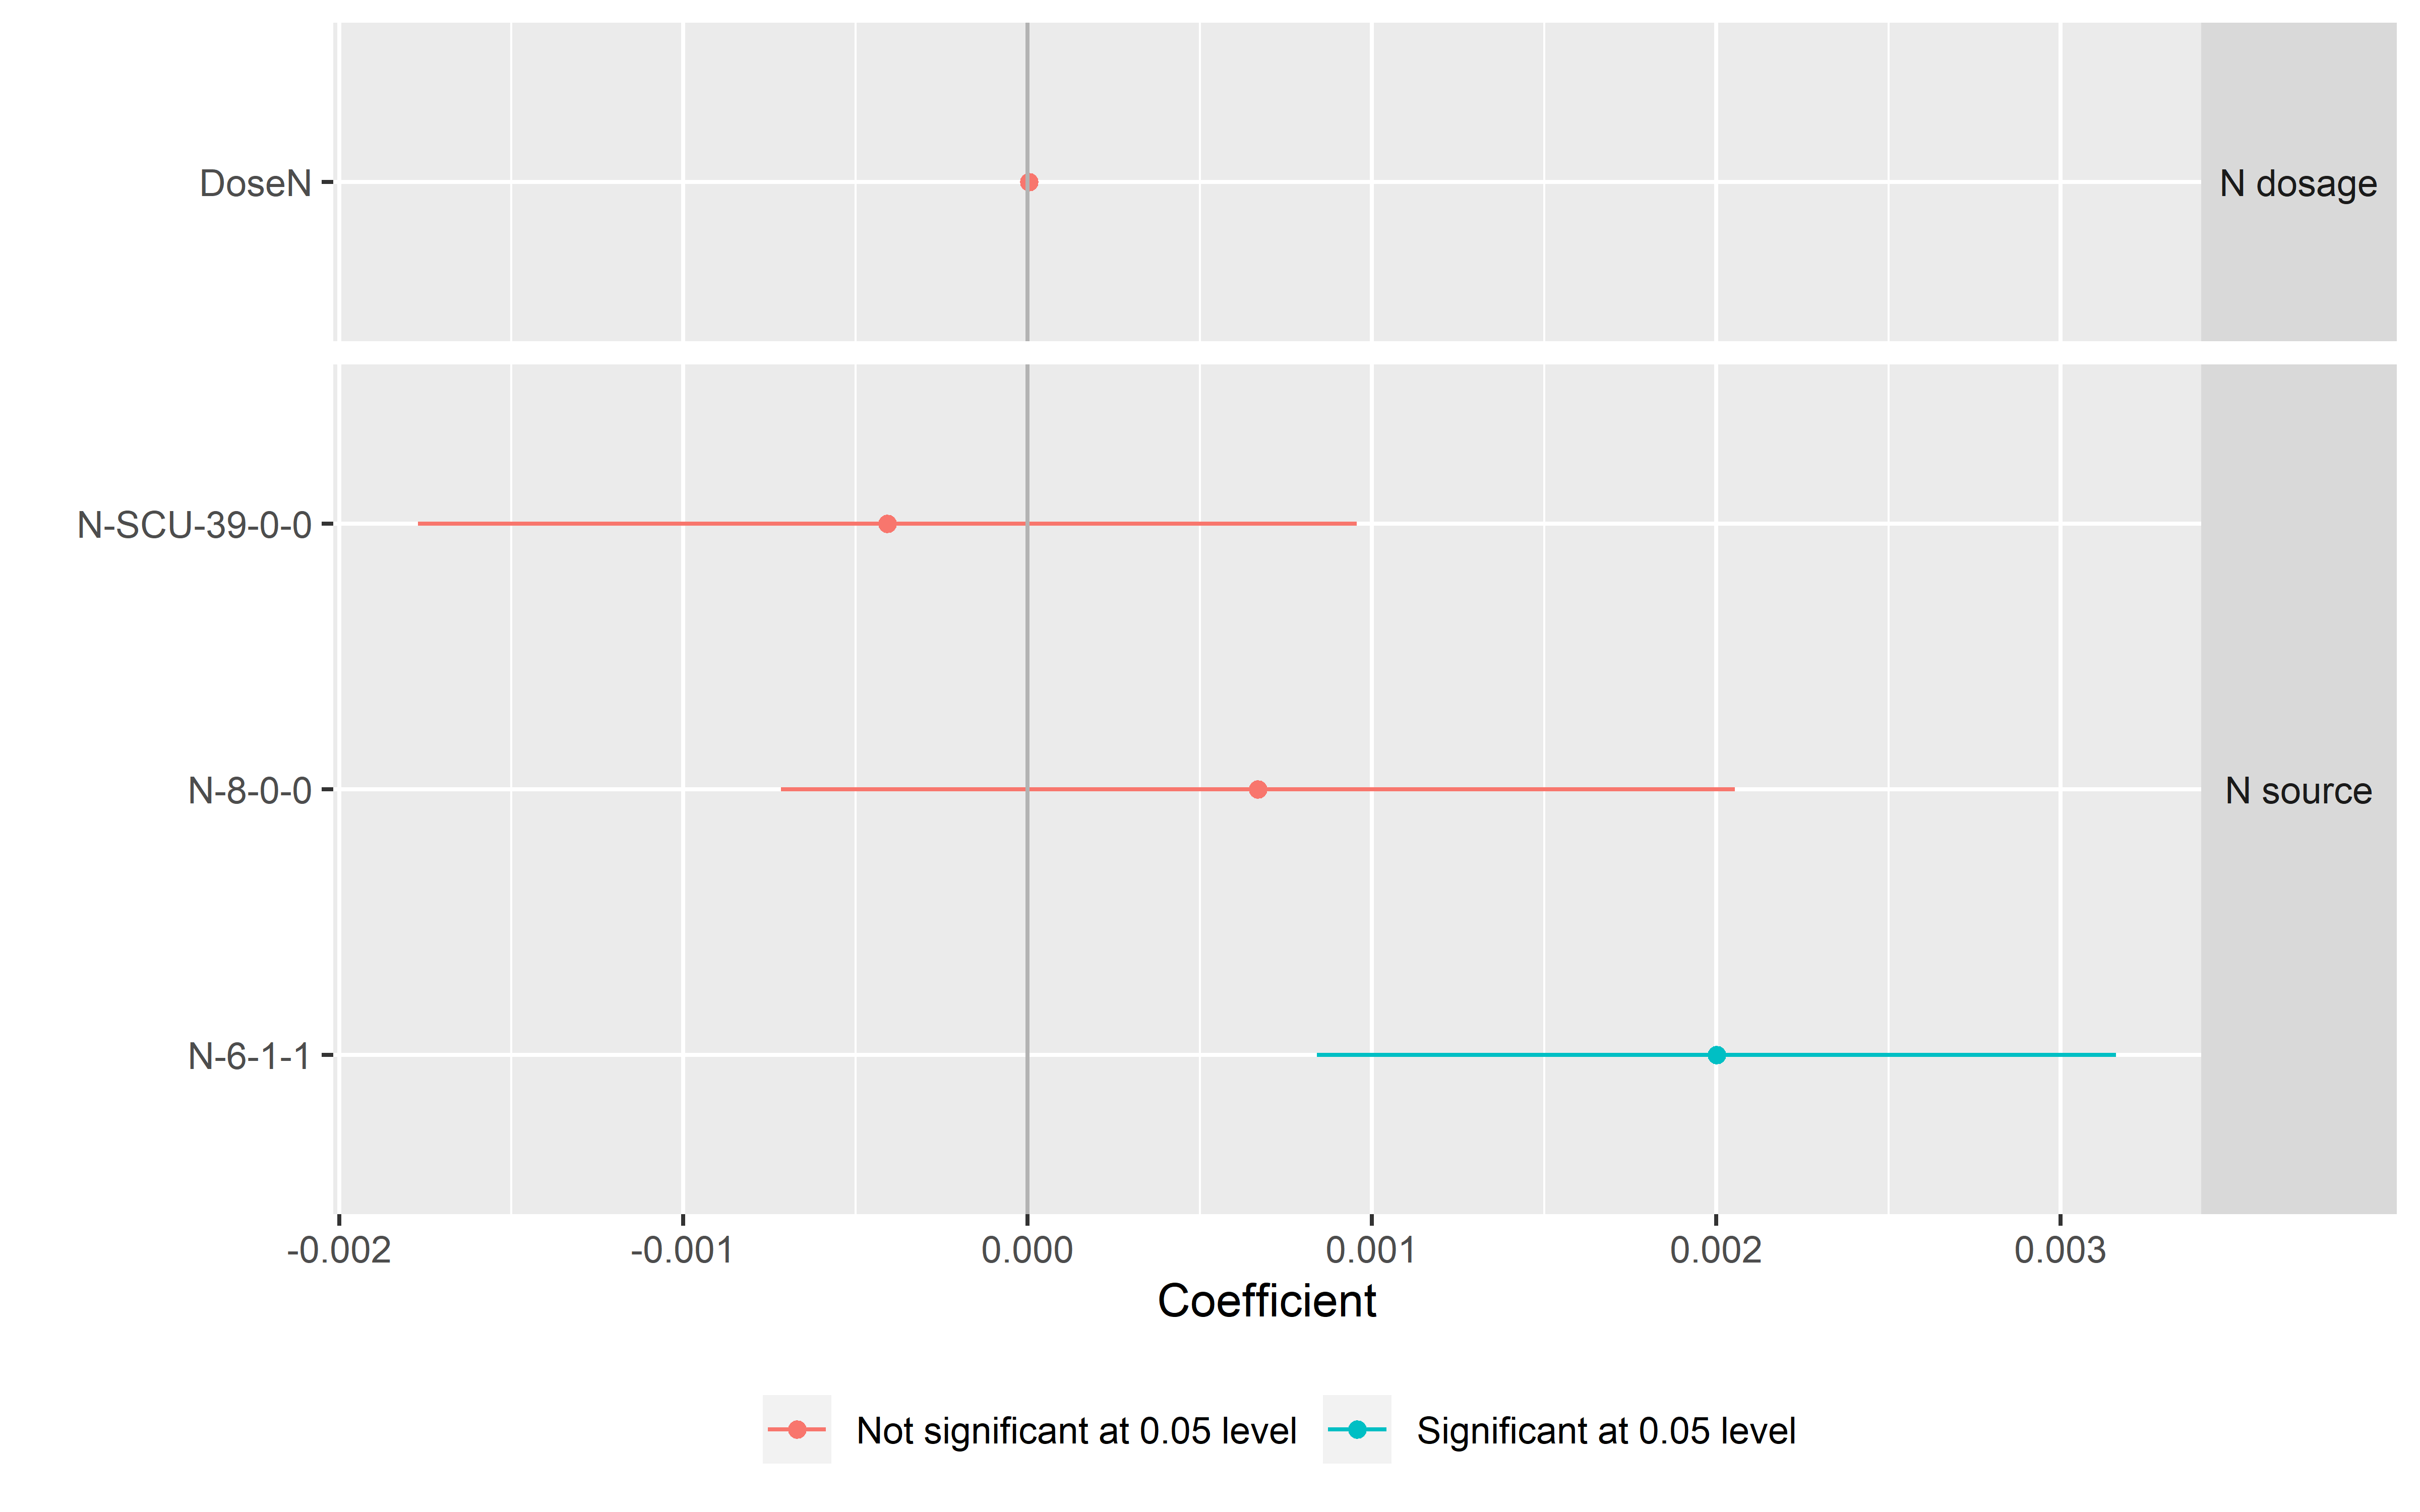 DoseN
N dosage
N-SCU-39-0-0
N-8-0-0
N source
N-6-1-1
-0.002 -0.001 0.000 0.001 0.002 0.003
Coefficient
Not significant at 0.05 level Significant at 0.05 level